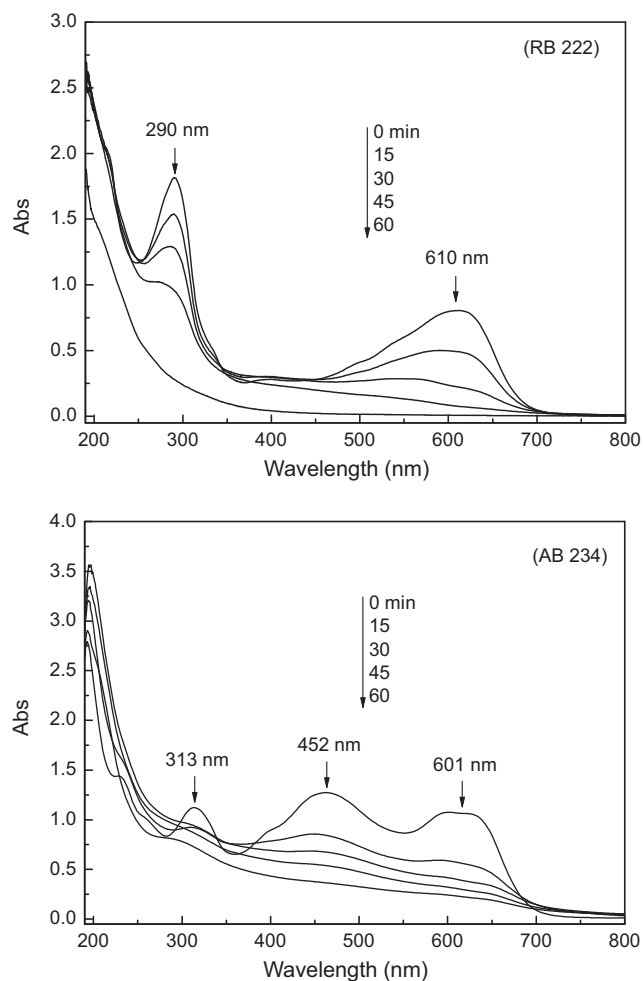 (RB 222)
3.0
2.5
2.0
1.5
1.0
0.5
0.0
Abs
290 nm
0 min
15
30
45
60
610 nm
200 300 400 500 600 700 800
Wavelength (nm)
(AB 234)
4.0
3.5
3.0
2.5
2.0
1.5
1.0
0.5
0.0
Abs
0 min
15
30
45
60
313 nm
452 nm
601 nm
200 300 400 500 600 700 800
Wavelength (nm)